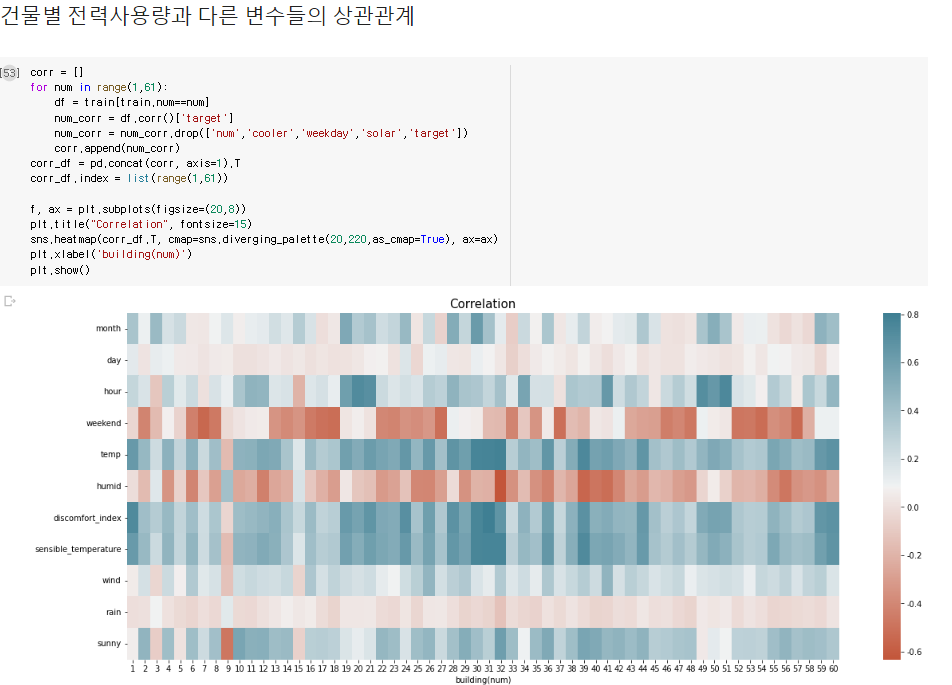 건물별 전력사용량과 다른 변수들의 상관관계
[53] corr = []
for num in range(1,61):
df = train[train.num==num]
num_corr = df.corr()['target']
num_corr = num_corr.drop(['num','cooler','weekday','solar','target'])
corr.append(num_corr)
corr_df = pd.concat(corr, axis=1).T
corr_df.index = list(range(1,61))
f, ax = plt.subplots(figsize=(20,8))
plt.title("Correlation", fontsize=15)
sns.heatmap(corr_df.T, cmap=sns.diverging_palette(20,220,as_cmap=True), ax=ax)
plt.xlabel('building(num)')
plt.show()
Correlation
month
day
hour
weekend
temp
humid
discomfort_index
sensible_temperature
wind
rain
sunny
1 2 3 4 5 6 7 8 9 10 11 12 13 14 15 16 17 18 19 20 21 22 23 24 25 26 27 28 29 30 31 32 33 34 35 36 37 38 39 40 41 42 43 44 45 46 47 48 49 50 51 52 53 54 55 56 57 58 59 60
building(num)
0.8
0.6
0.4
0.2
0.0
-0.2
-0.4
-0.6